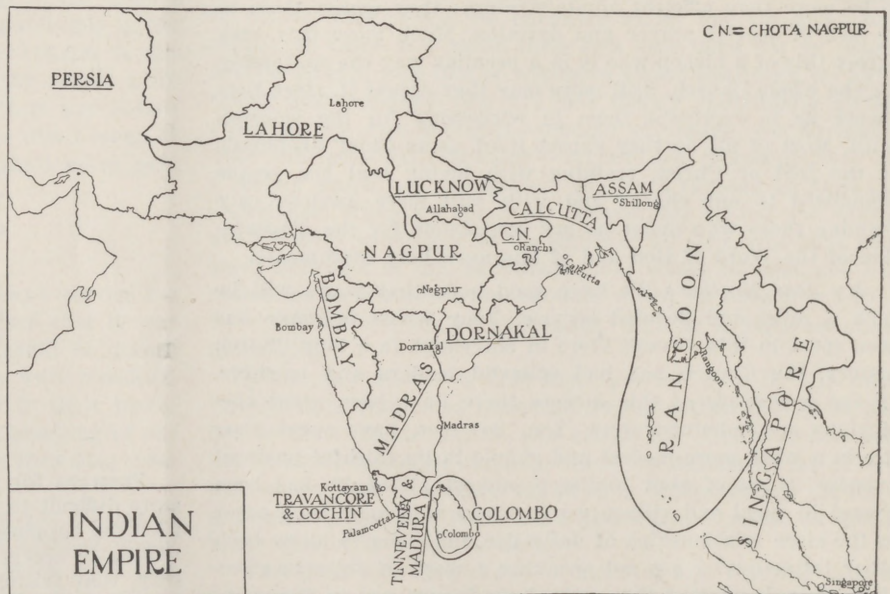 C N = CHOTA NAGPUR
PERSIA
Lahore
LAHORE
LUCKNOW
Allahabad
ASSAM
Shillong
CALCUTTA
C.N.
Ranchi
NAGPUR
Calcutta
Nagpur
BOMBAY
Bombay
DORNAKAL
Dornakal
RANGOON
Rangoon
SINGAPORE
MADRAS
Madras
Kottayam
TRAVANCORE
& COCHIN
Palamcottah
TINNEVELLY &
MADURA
COLOMBO
Colombo
INDIAN
EMPIRE
Singapore